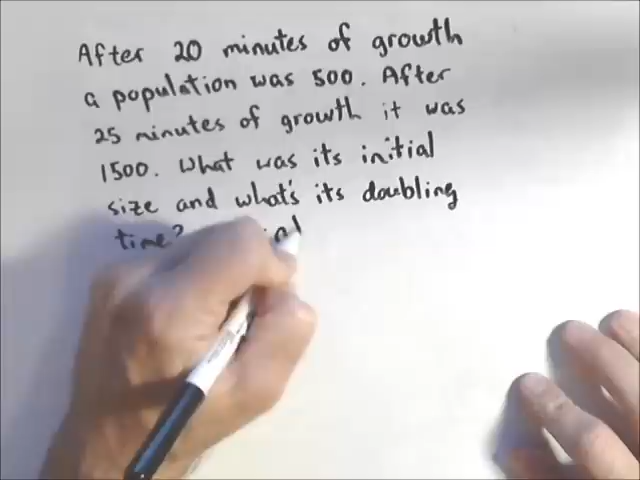 After 20 minutes of growth
a population was 500. After
25 minutes of growth it was
1500. What was its initial
size and what's its doubling
time?